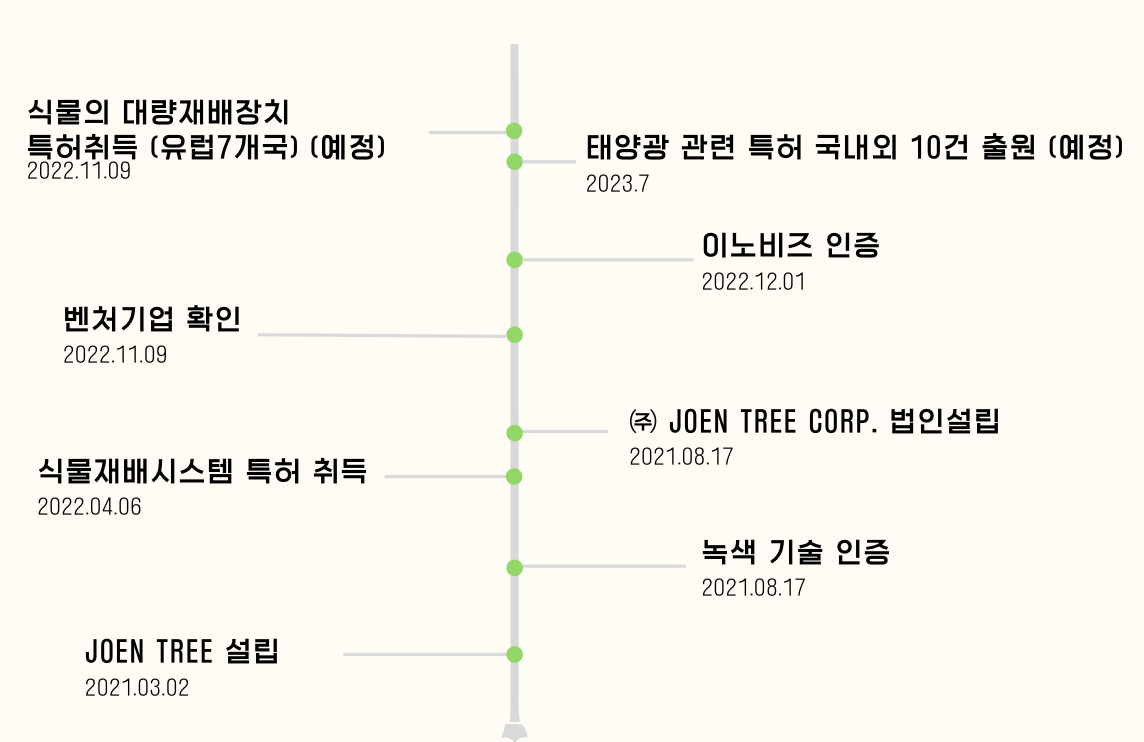 식물의 대량재배장치
특허취득 (유럽7개국) (예정)
2022.11.09
태양광 관련 특허 국내외 10건 출원 (예정)
2023.7
이노비즈 인증
2022.12.01
벤처기업 확인
2022.11.09
㈜ JOEN TREE CORP. 법인설립
2021.08.17
식물재배시스템 특허 취득
2022.04.06
녹색 기술 인증
2021.08.17
JOEN TREE 설립
2021.03.02